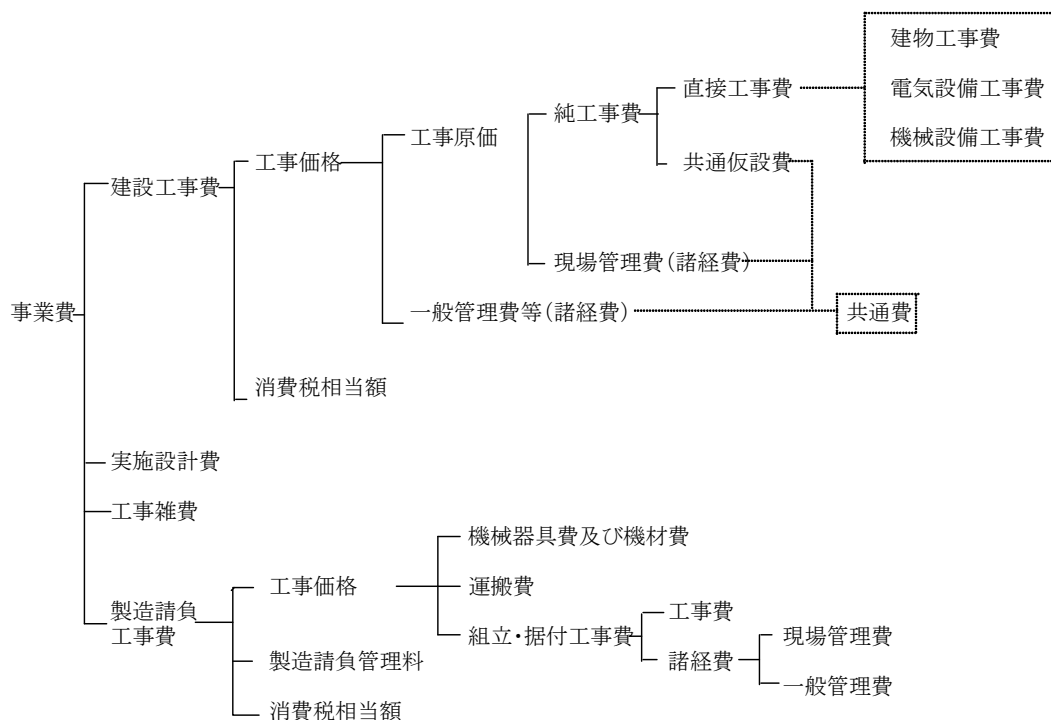 事業費
建設工事費
工事価格
工事原価
純工事費
直接工事費
建物工事費
電気設備工事費
機械設備工事費
共通仮設費
現場管理費(諸経費)
一般管理費等(諸経費)
共通費
消費税相当額
実施設計費
工事雑費
製造請負
工事費
工事価格
機械器具費及び機材費
運搬費
組立・据付工事費
工事費
諸経費
現場管理費
一般管理費
製造請負管理料
消費税相当額